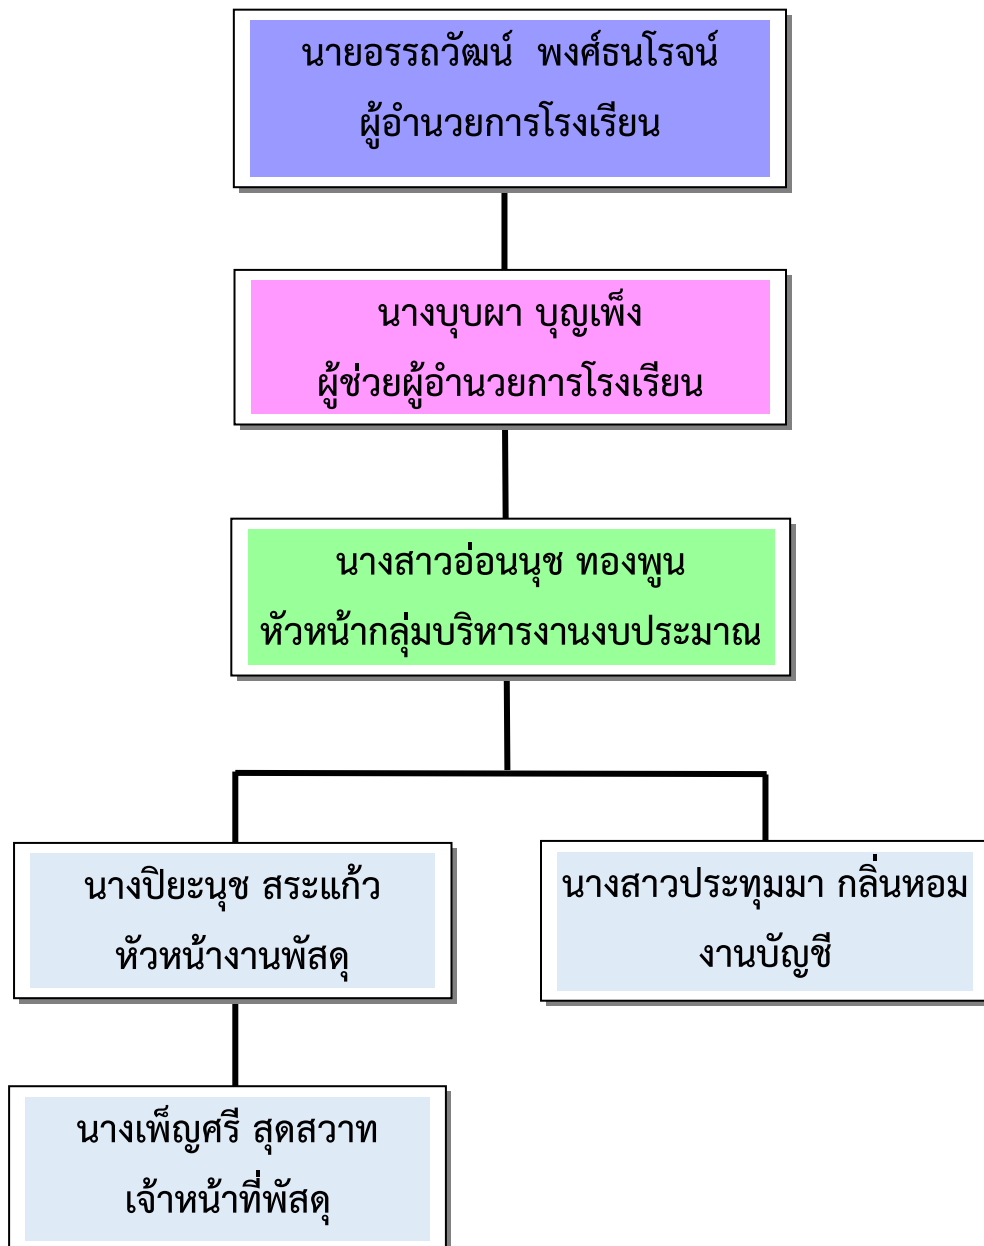 นายอรรถวัฒน์ พงศ์ธนโรจน์
ผู้อำนวยการโรงเรียน
นางบุบผา บุญเพ็ง
ผู้ช่วยผู้อำนวยการโรงเรียน
นางสาวอ่อนนุช ทองพูน
หัวหน้ากลุ่มบริหารงานงบประมาณ
นางปิยะนุช สระแก้ว
หัวหน้างานพัสดุ
นางสาวประทุมมา กลิ่นหอม
งานบัญชี
นางเพ็ญศรี สุดสวาท
เจ้าหน้าที่พัสดุ